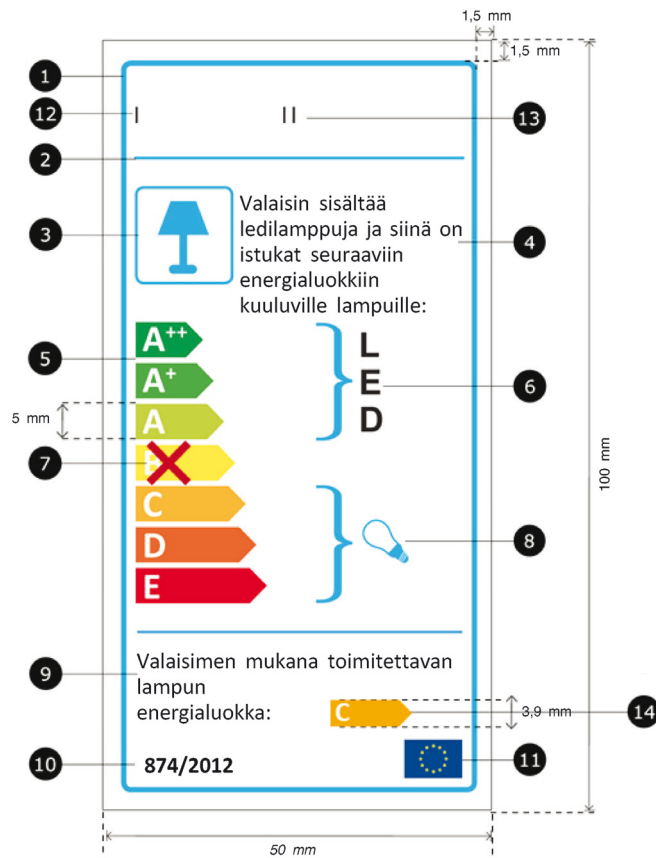 1,5 mm
1,5 mm
1
12 I II 13
2
3
Valaisin sisältää
ledilamppuja ja siinä on
istukat seuraaviin
energialuokkiin
kuuluville lampuille:
4
5
A++
A+
A
B
C
D
E
L
E
D
6
5 mm
7
8
100 mm
9
Valaisimen mukana toimitettavan
lampun
energialuokka:
C
3,9 mm
14
10
874/2012
11
50 mm